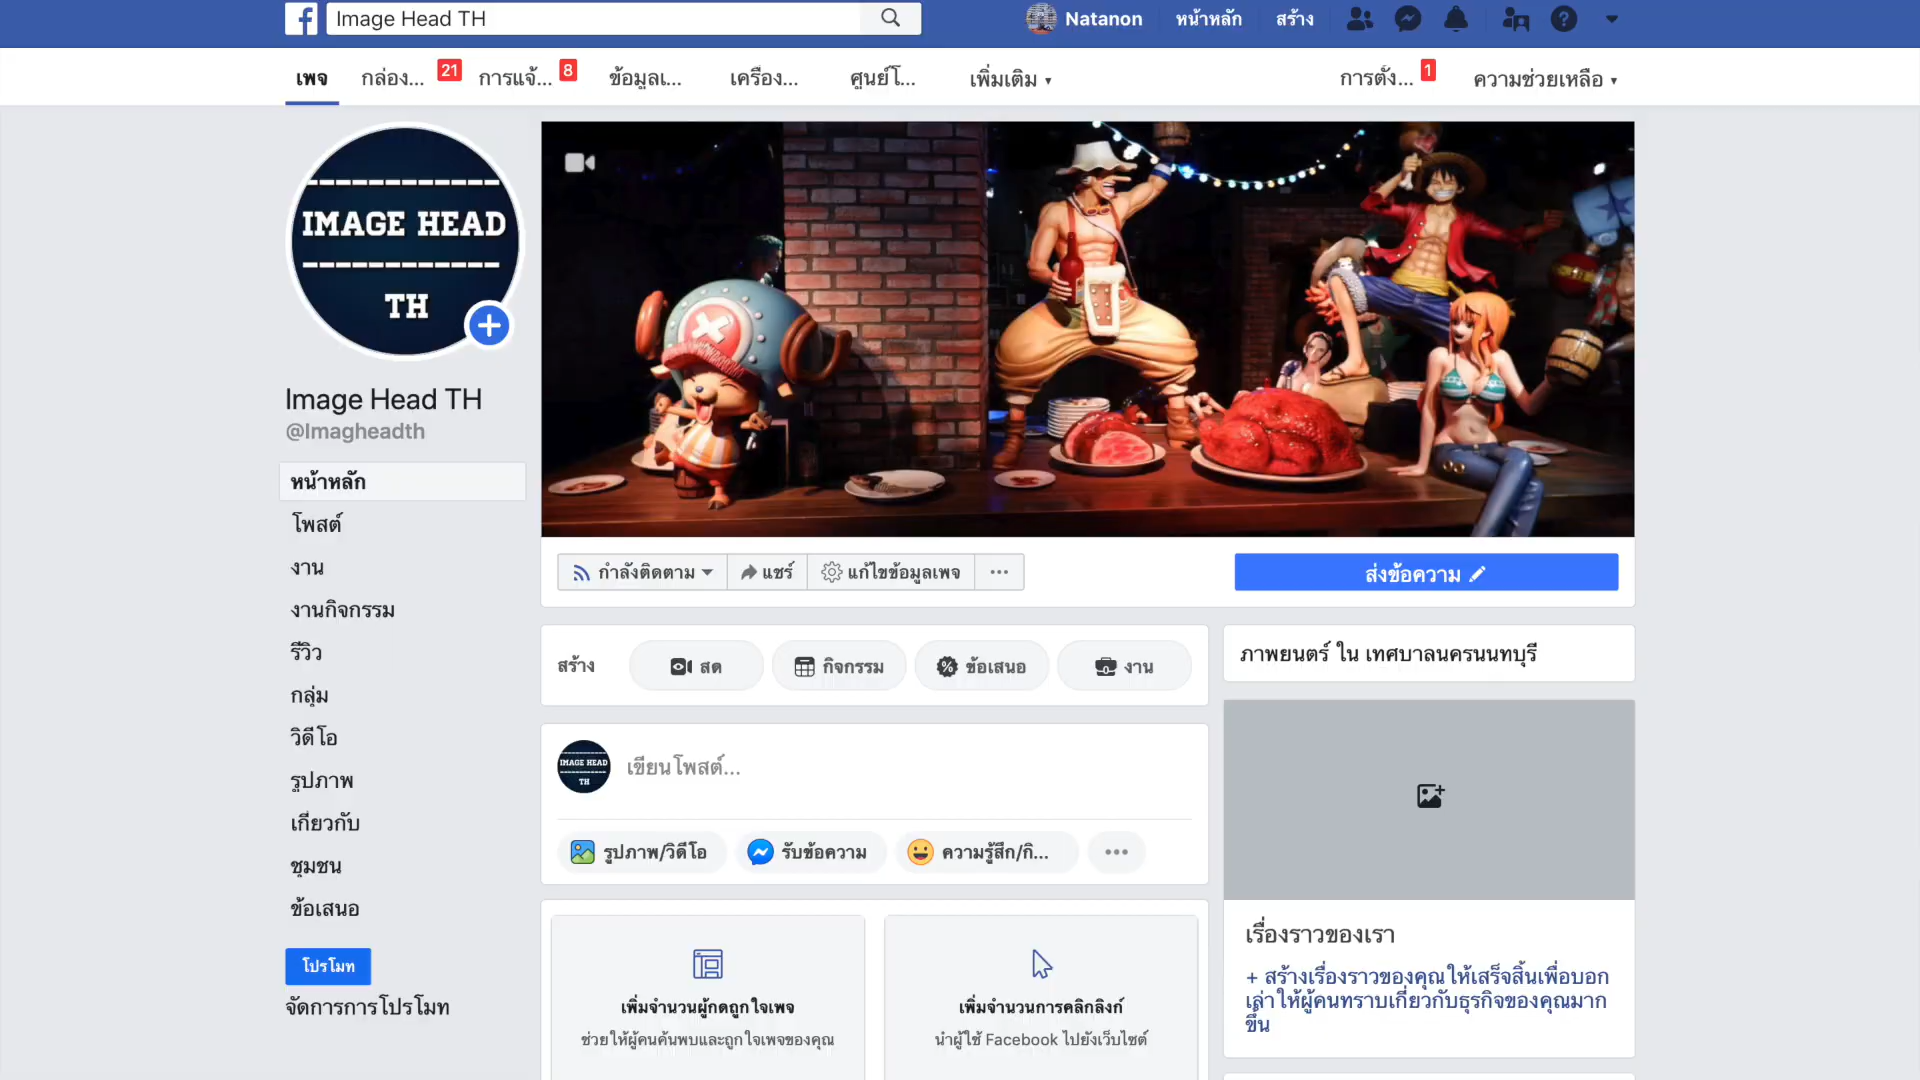 Image Head TH
Natanon
หน้าหลัก
สร้าง
เพจ
กล่อง...
21
การแจ้...
8
ข้อมูลเ...
เครื่อง...
ศูนย์โ...
เพิ่มเติม
การตั้ง...
1
ความช่วยเหลือ
IMAGE HEAD
TH
Image Head TH
@Imagheadth
หน้าหลัก
โพสต์
งาน
งานกิจกรรม
รีวิว
กลุ่ม
วิดีโอ
รูปภาพ
เกี่ยวกับ
ชุมชน
ข้อเสนอ
โปรโมท
จัดการการโปรโมท
กำลังติดตาม
แชร์
แก้ไขข้อมูลเพจ
ส่งข้อความ
สร้าง
สด
กิจกรรม
ข้อเสนอ
งาน
IMAGE HEAD
TH
เขียนโพสต์...
รูปภาพ/วิดีโอ
รับข้อความ
ความรู้สึก/กิ...
เพิ่มจำนวนผู้กดถูกใจเพจ
ช่วยให้ผู้คนค้นพบและถูกใจเพจของคุณ
เพิ่มจำนวนการคลิกลิงก์
นำผู้ใช้ Facebook ไปยังเว็บไซต์
ภาพยนตร์ ใน เทศบาลนครนนทบุรี
เรื่องราวของเรา
+ สร้างเรื่องราวของคุณให้เสร็จสิ้นเพื่อบอก
เล่าให้ผู้คนทราบเกี่ยวกับธุรกิจของคุณมาก
ขึ้น